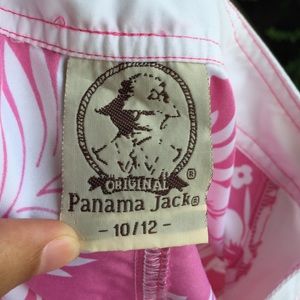 ®
ORIGINAL
Panama Jack®
- 10/12 -